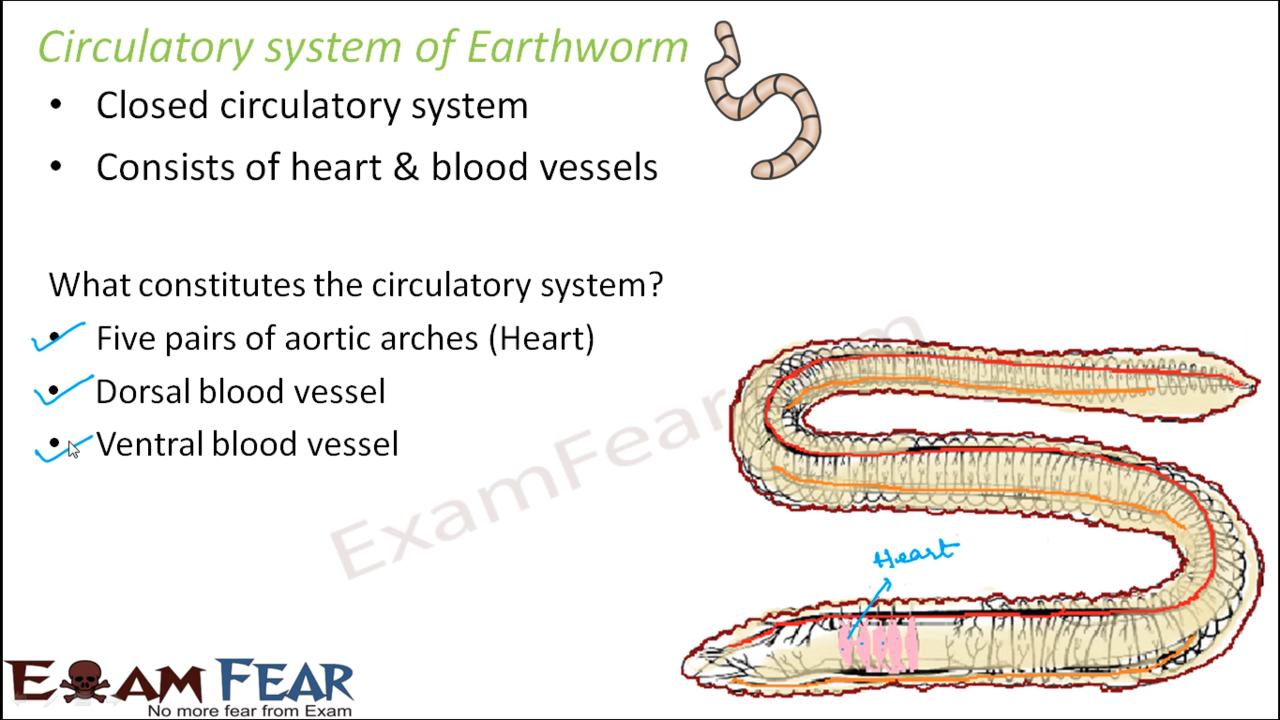 Circulatory system of Earthworm
• Closed circulatory system
• Consists of heart & blood vessels
What constitutes the circulatory system?
• Five pairs of aortic arches (Heart)
• Dorsal blood vessel
• Ventral blood vessel
Heart
EXAM FEAR
No more fear from Exam